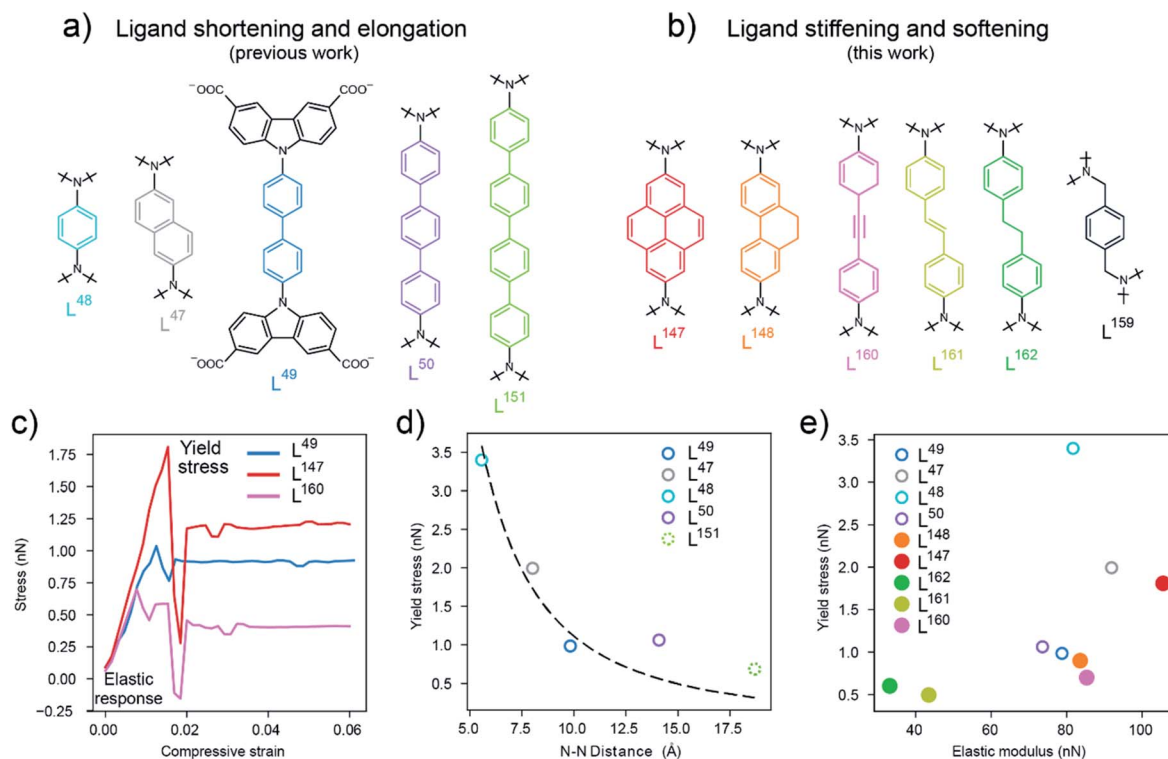 a) Ligand shortening and elongation
(previous work)
b) Ligand stiffening and softening
(this work)
⁻OOC COO⁻
N N N N N
N N N N N
N N N N N
N N N N N
⁻OOC COO⁻
L⁴⁸
L⁴⁷
L⁴⁹
L⁵⁰
L¹⁵¹
L¹⁴⁷
L¹⁴⁸
L¹⁶⁰
L¹⁶¹
L¹⁶²
L¹⁵⁹
c)
Yield
stress
L⁴⁹
L¹⁴⁷
L¹⁶⁰
Elastic
response
Stress (nN)
1.75
1.50
1.25
1.00
0.75
0.50
0.25
0.00
−0.25
0.00 0.02 0.04 0.06
Compressive strain
d)
L⁴⁹
L⁴⁷
L⁴⁸
L⁵⁰
L¹⁵¹
Yield stress (nN)
3.5
3.0
2.5
2.0
1.5
1.0
0.5
5.0 7.5 10.0 12.5 15.0 17.5
N-N Distance (Å)
e)
L⁴⁹
L⁴⁷
L⁴⁸
L⁵⁰
L¹⁴⁸
L¹⁴⁷
L¹⁶²
L¹⁶¹
L¹⁶⁰
Yield stress (nN)
3.5
3.0
2.5
2.0
1.5
1.0
0.5
40 60 80 100
Elastic modulus (nN)